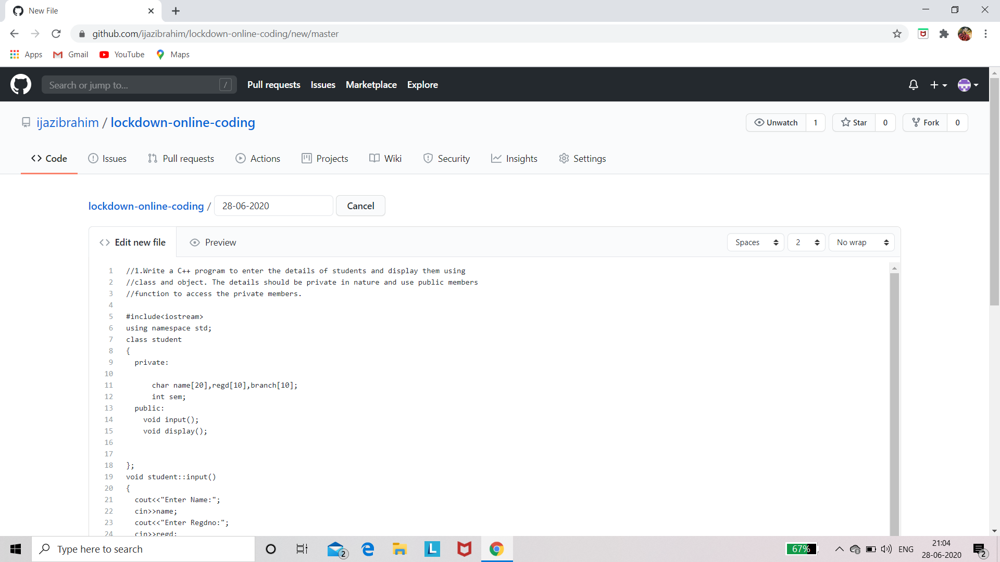 New File
github.com/ijazibrahim/lockdown-online-coding/new/master
Apps Gmail YouTube Maps
Search or jump to... / Pull requests Issues Marketplace Explore
ijazibrahim / lockdown-online-coding Unwatch 1 Star 0 Fork 0
Code Issues Pull requests Actions Projects Wiki Security Insights Settings
lockdown-online-coding / 28-06-2020 Cancel
Edit new file Preview Spaces 2 No wrap
1 //1.Write a C++ program to enter the details of students and display them using
2 //class and object. The details should be private in nature and use public members
3 //function to access the private members.
4
5 #include<iostream>
6 using namespace std;
7 class student
8 {
9 private:
10
11 char name[20],regd[10],branch[10];
12 int sem;
13 public:
14 void input();
15 void display();
16
17
18 };
19 void student::input()
20 {
21 cout<<"Enter Name:";
22 cin>>name;
23 cout<<"Enter Regdno:";
24 cin>>regd;
Type here to search 2 L 67% ENG 21:04 28-06-2020 2